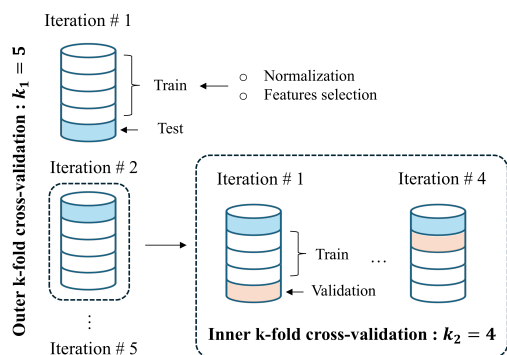 Outer k-fold cross-validation : k₁ = 5
Iteration # 1
Train
○ Normalization
○ Features selection
Test
Iteration # 2
⋮
Iteration # 5
Iteration # 1
Iteration # 4
Train
...
Validation
Inner k-fold cross-validation : k₂ = 4